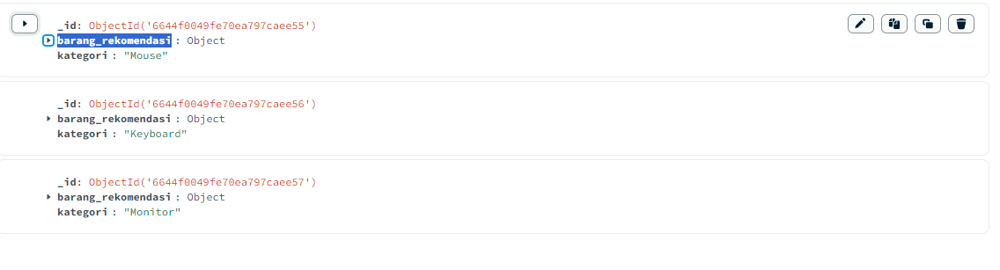 _id: ObjectId('6644f0049fe70ea797caee55')
barang_rekomendasi : Object
kategori : "Mouse"
_id: ObjectId('6644f0049fe70ea797caee56')
barang_rekomendasi : Object
kategori : "Keyboard"
_id: ObjectId('6644f0049fe70ea797caee57')
barang_rekomendasi : Object
kategori : "Monitor"